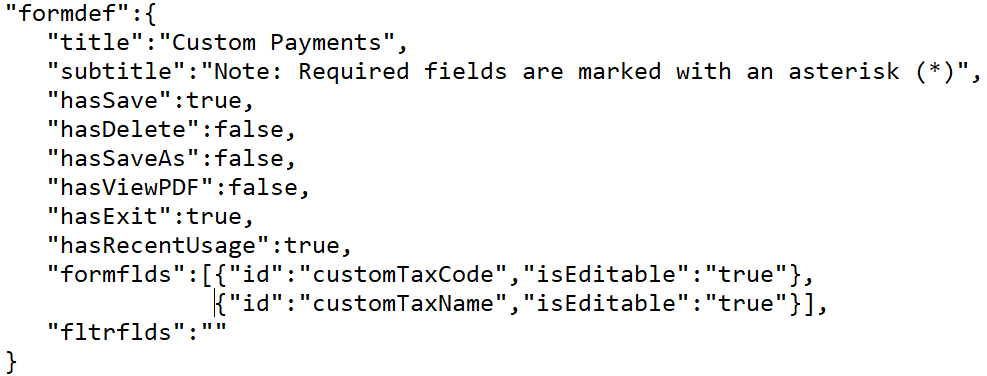 "formdef":{
"title":"Custom Payments",
"subtitle":"Note: Required fields are marked with an asterisk (*)",
"hasSave":true,
"hasDelete":false,
"hasSaveAs":false,
"hasViewPDF":false,
"hasExit":true,
"hasRecentUsage":true,
"formflds":[{"id":"customTaxCode","isEditable":"true"},
{"id":"customTaxName","isEditable":"true"}],
"fltrflds":""
}